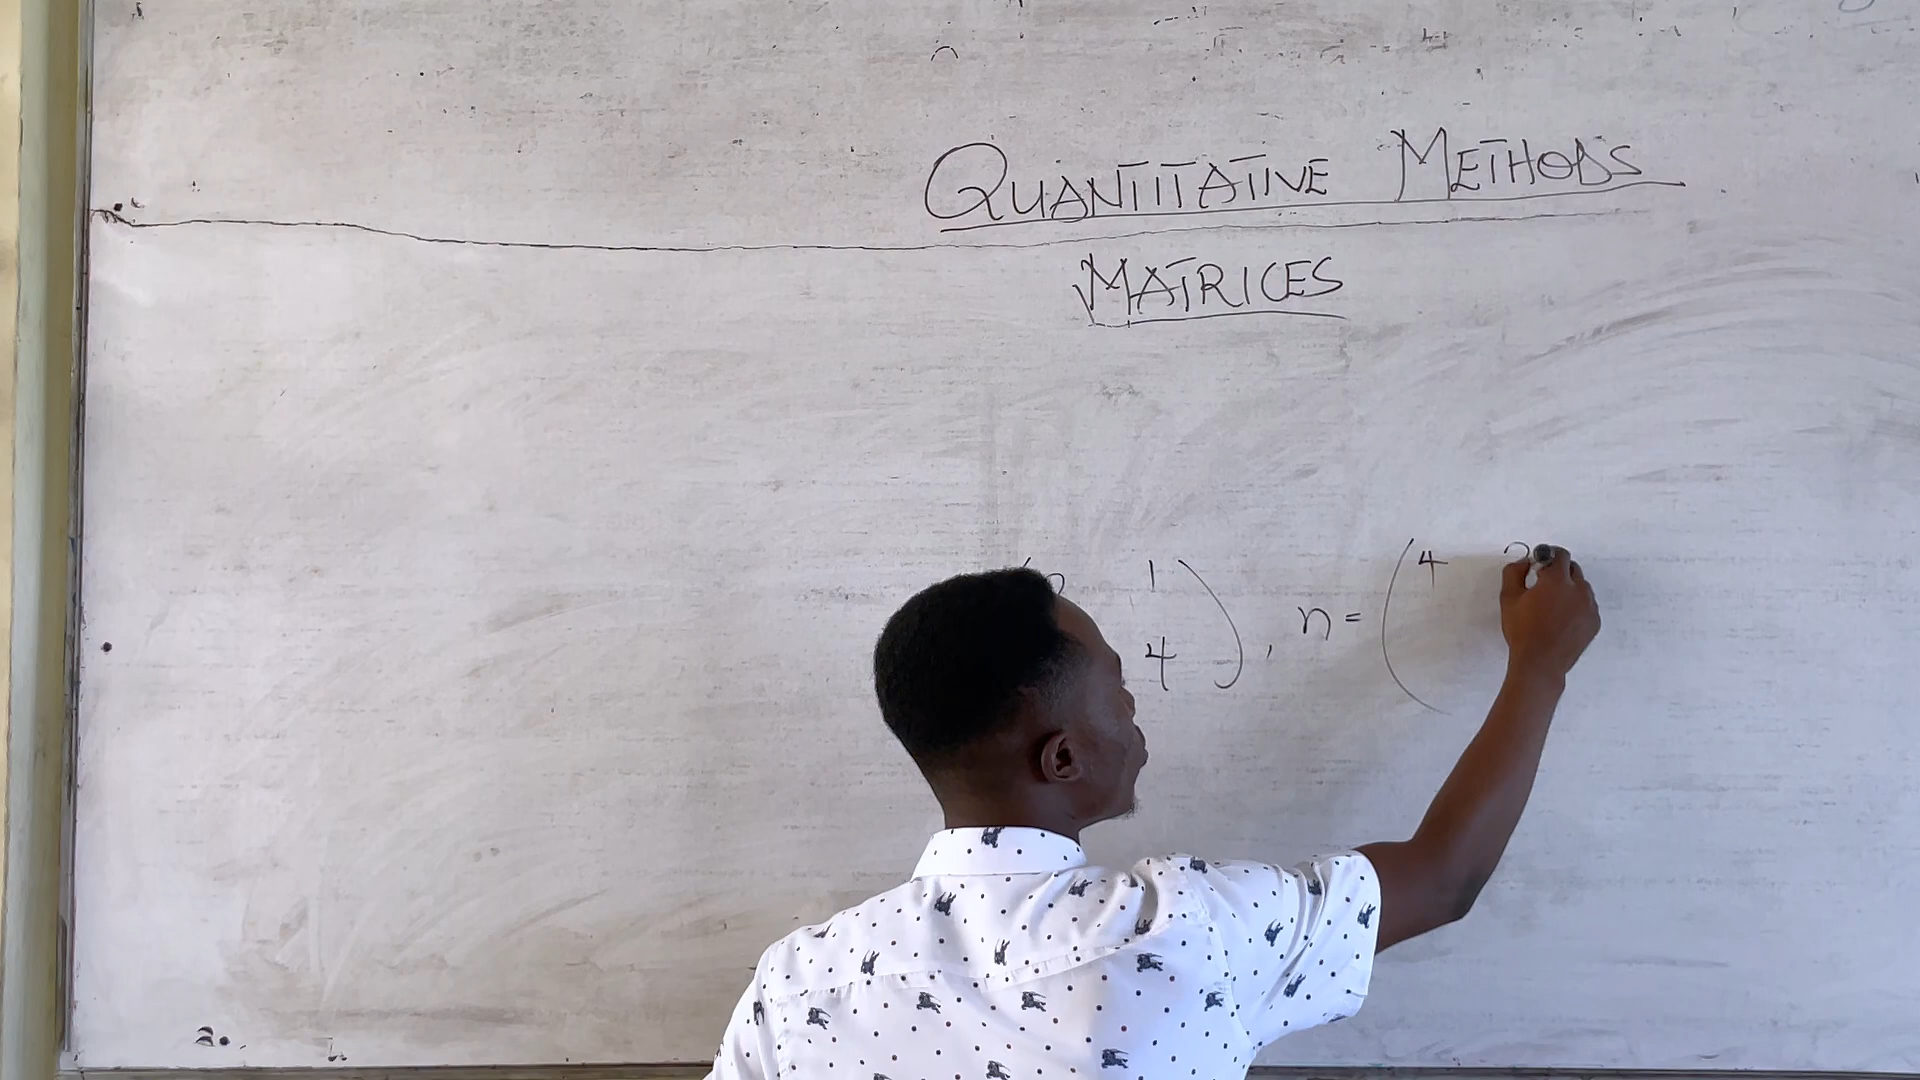 QUANTITATIVE METHODS
MATRICES
1
4 ) , n = ( 4